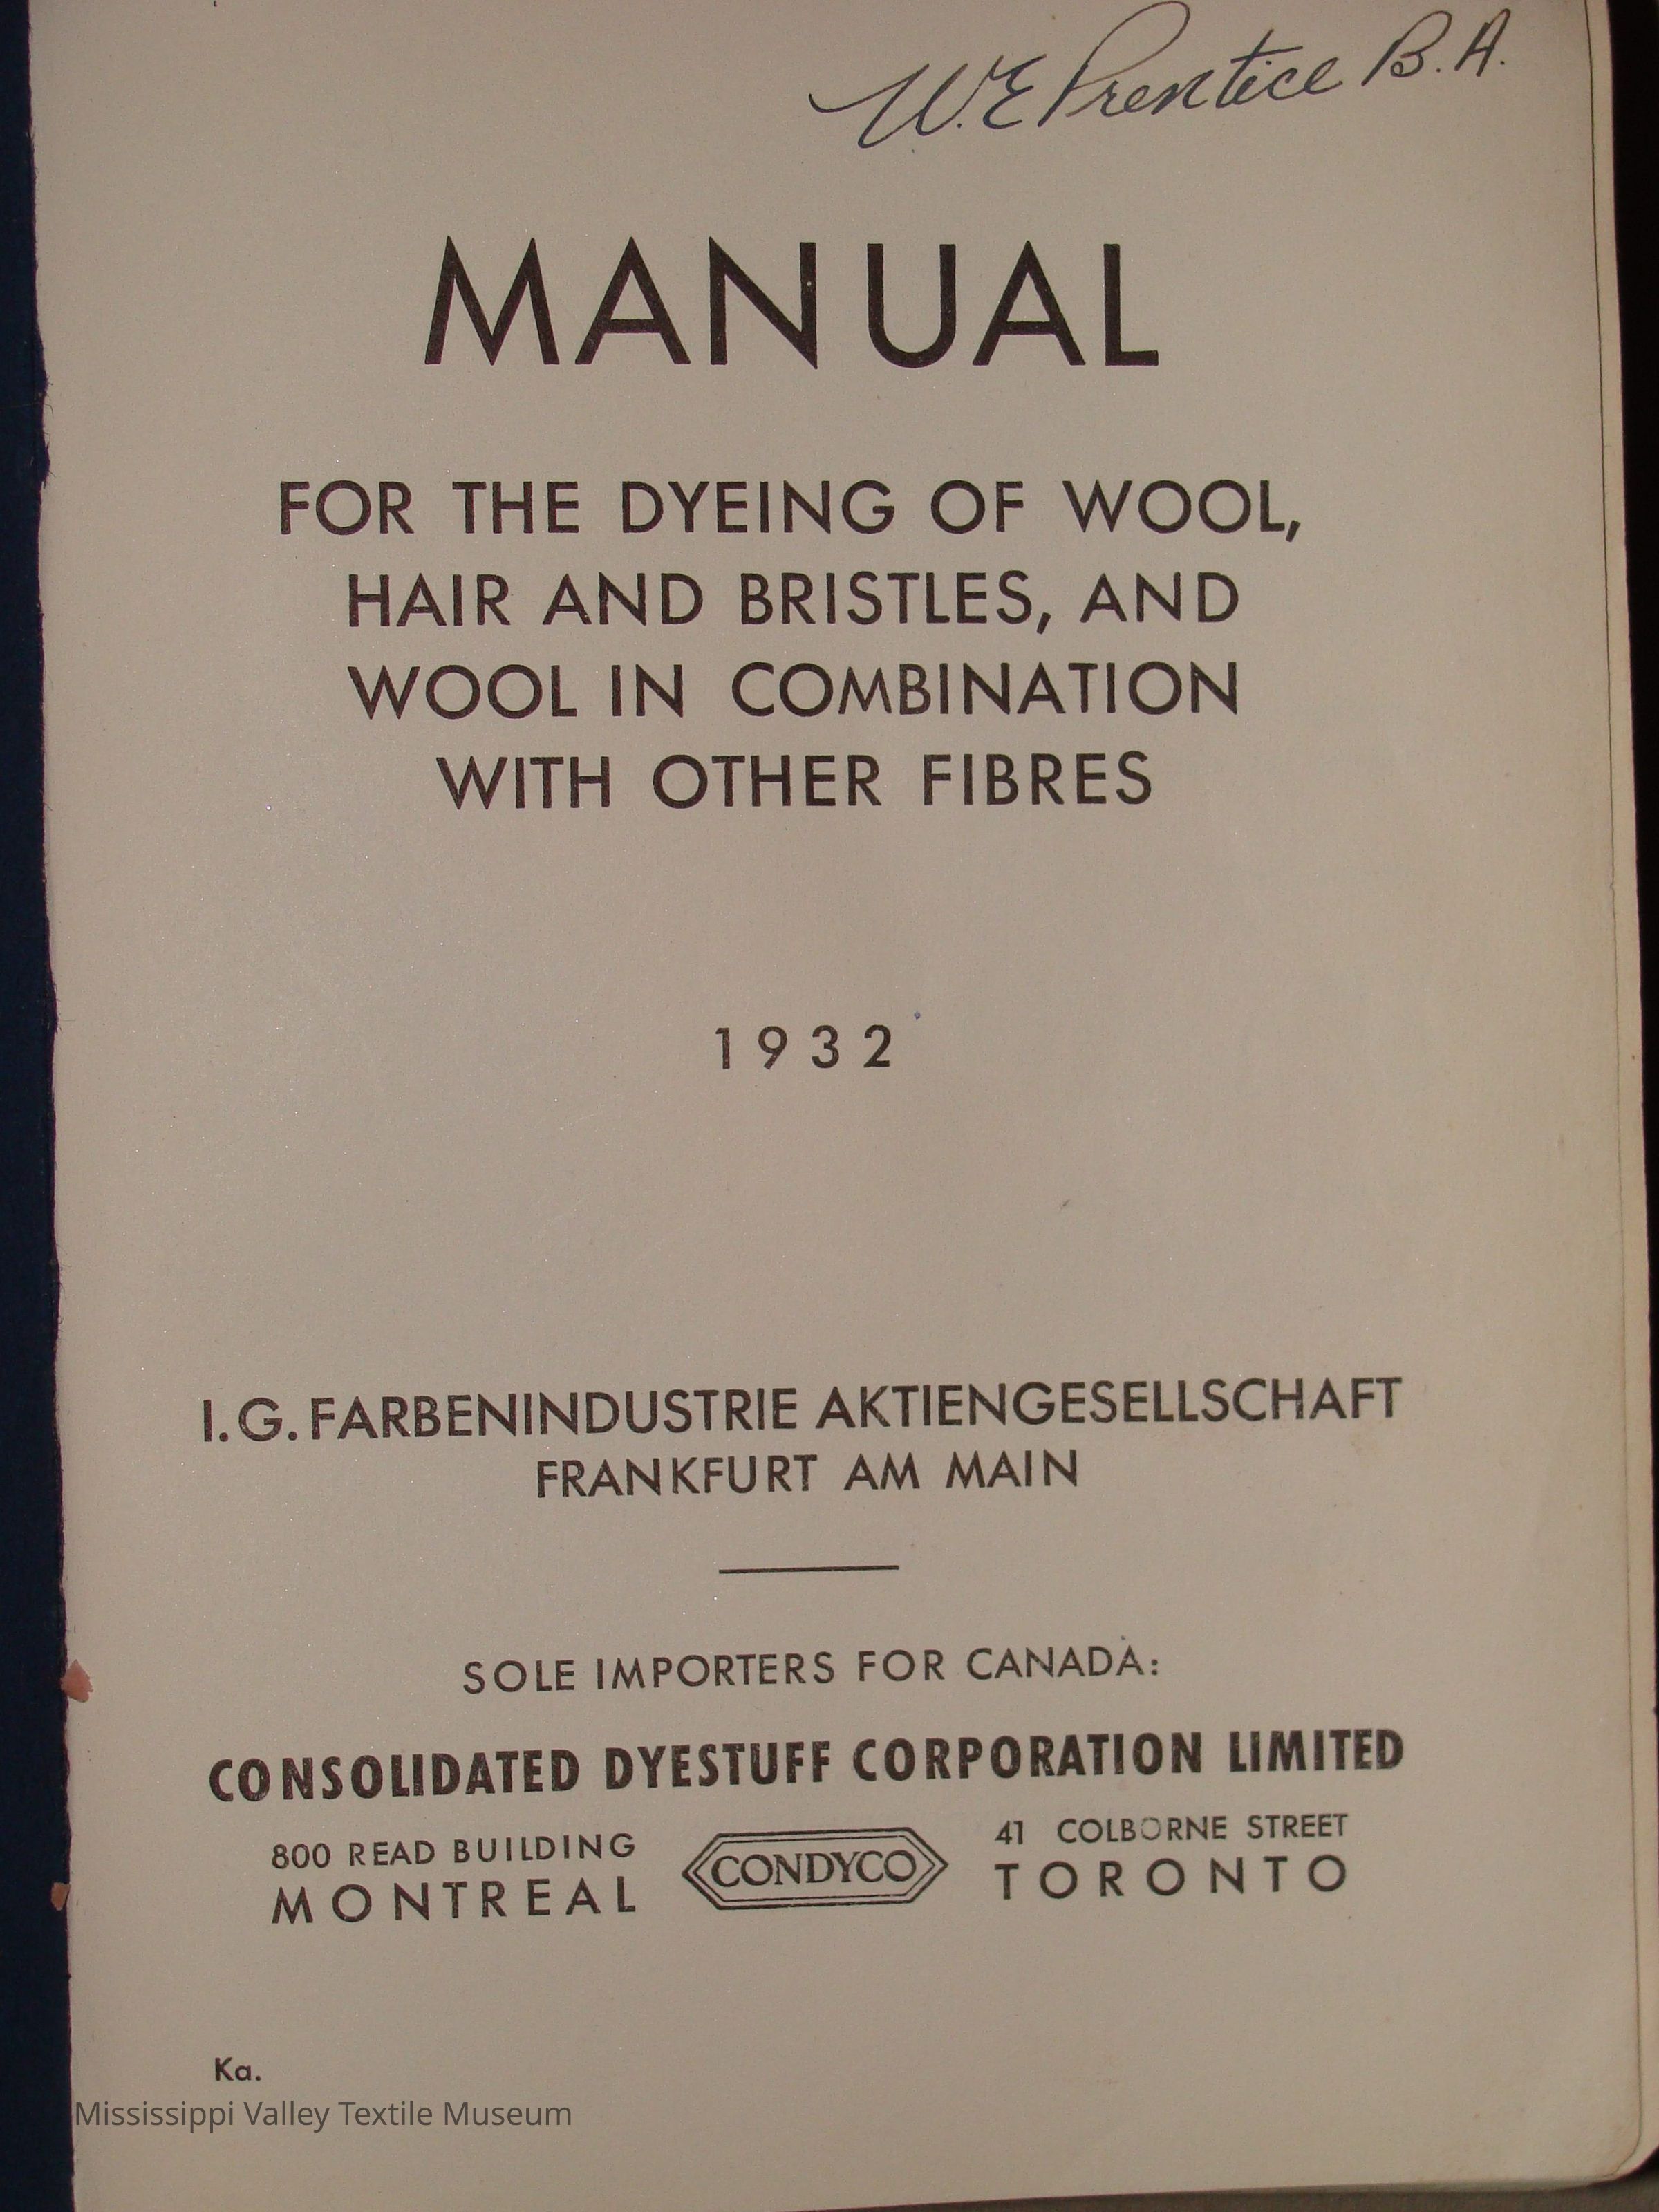 W.E Prentice B.A.
MANUAL
FOR THE DYEING OF WOOL,
HAIR AND BRISTLES, AND
WOOL IN COMBINATION
WITH OTHER FIBRES
1932
I.G. FARBENINDUSTRIE AKTIENGESELLSCHAFT
FRANKFURT AM MAIN
SOLE IMPORTERS FOR CANADA:
CONSOLIDATED DYESTUFF CORPORATION LIMITED
800 READ BUILDING
MONTREAL
CONDYCO
41 COLBORNE STREET
TORONTO
Ka.
Mississippi Valley Textile Museum